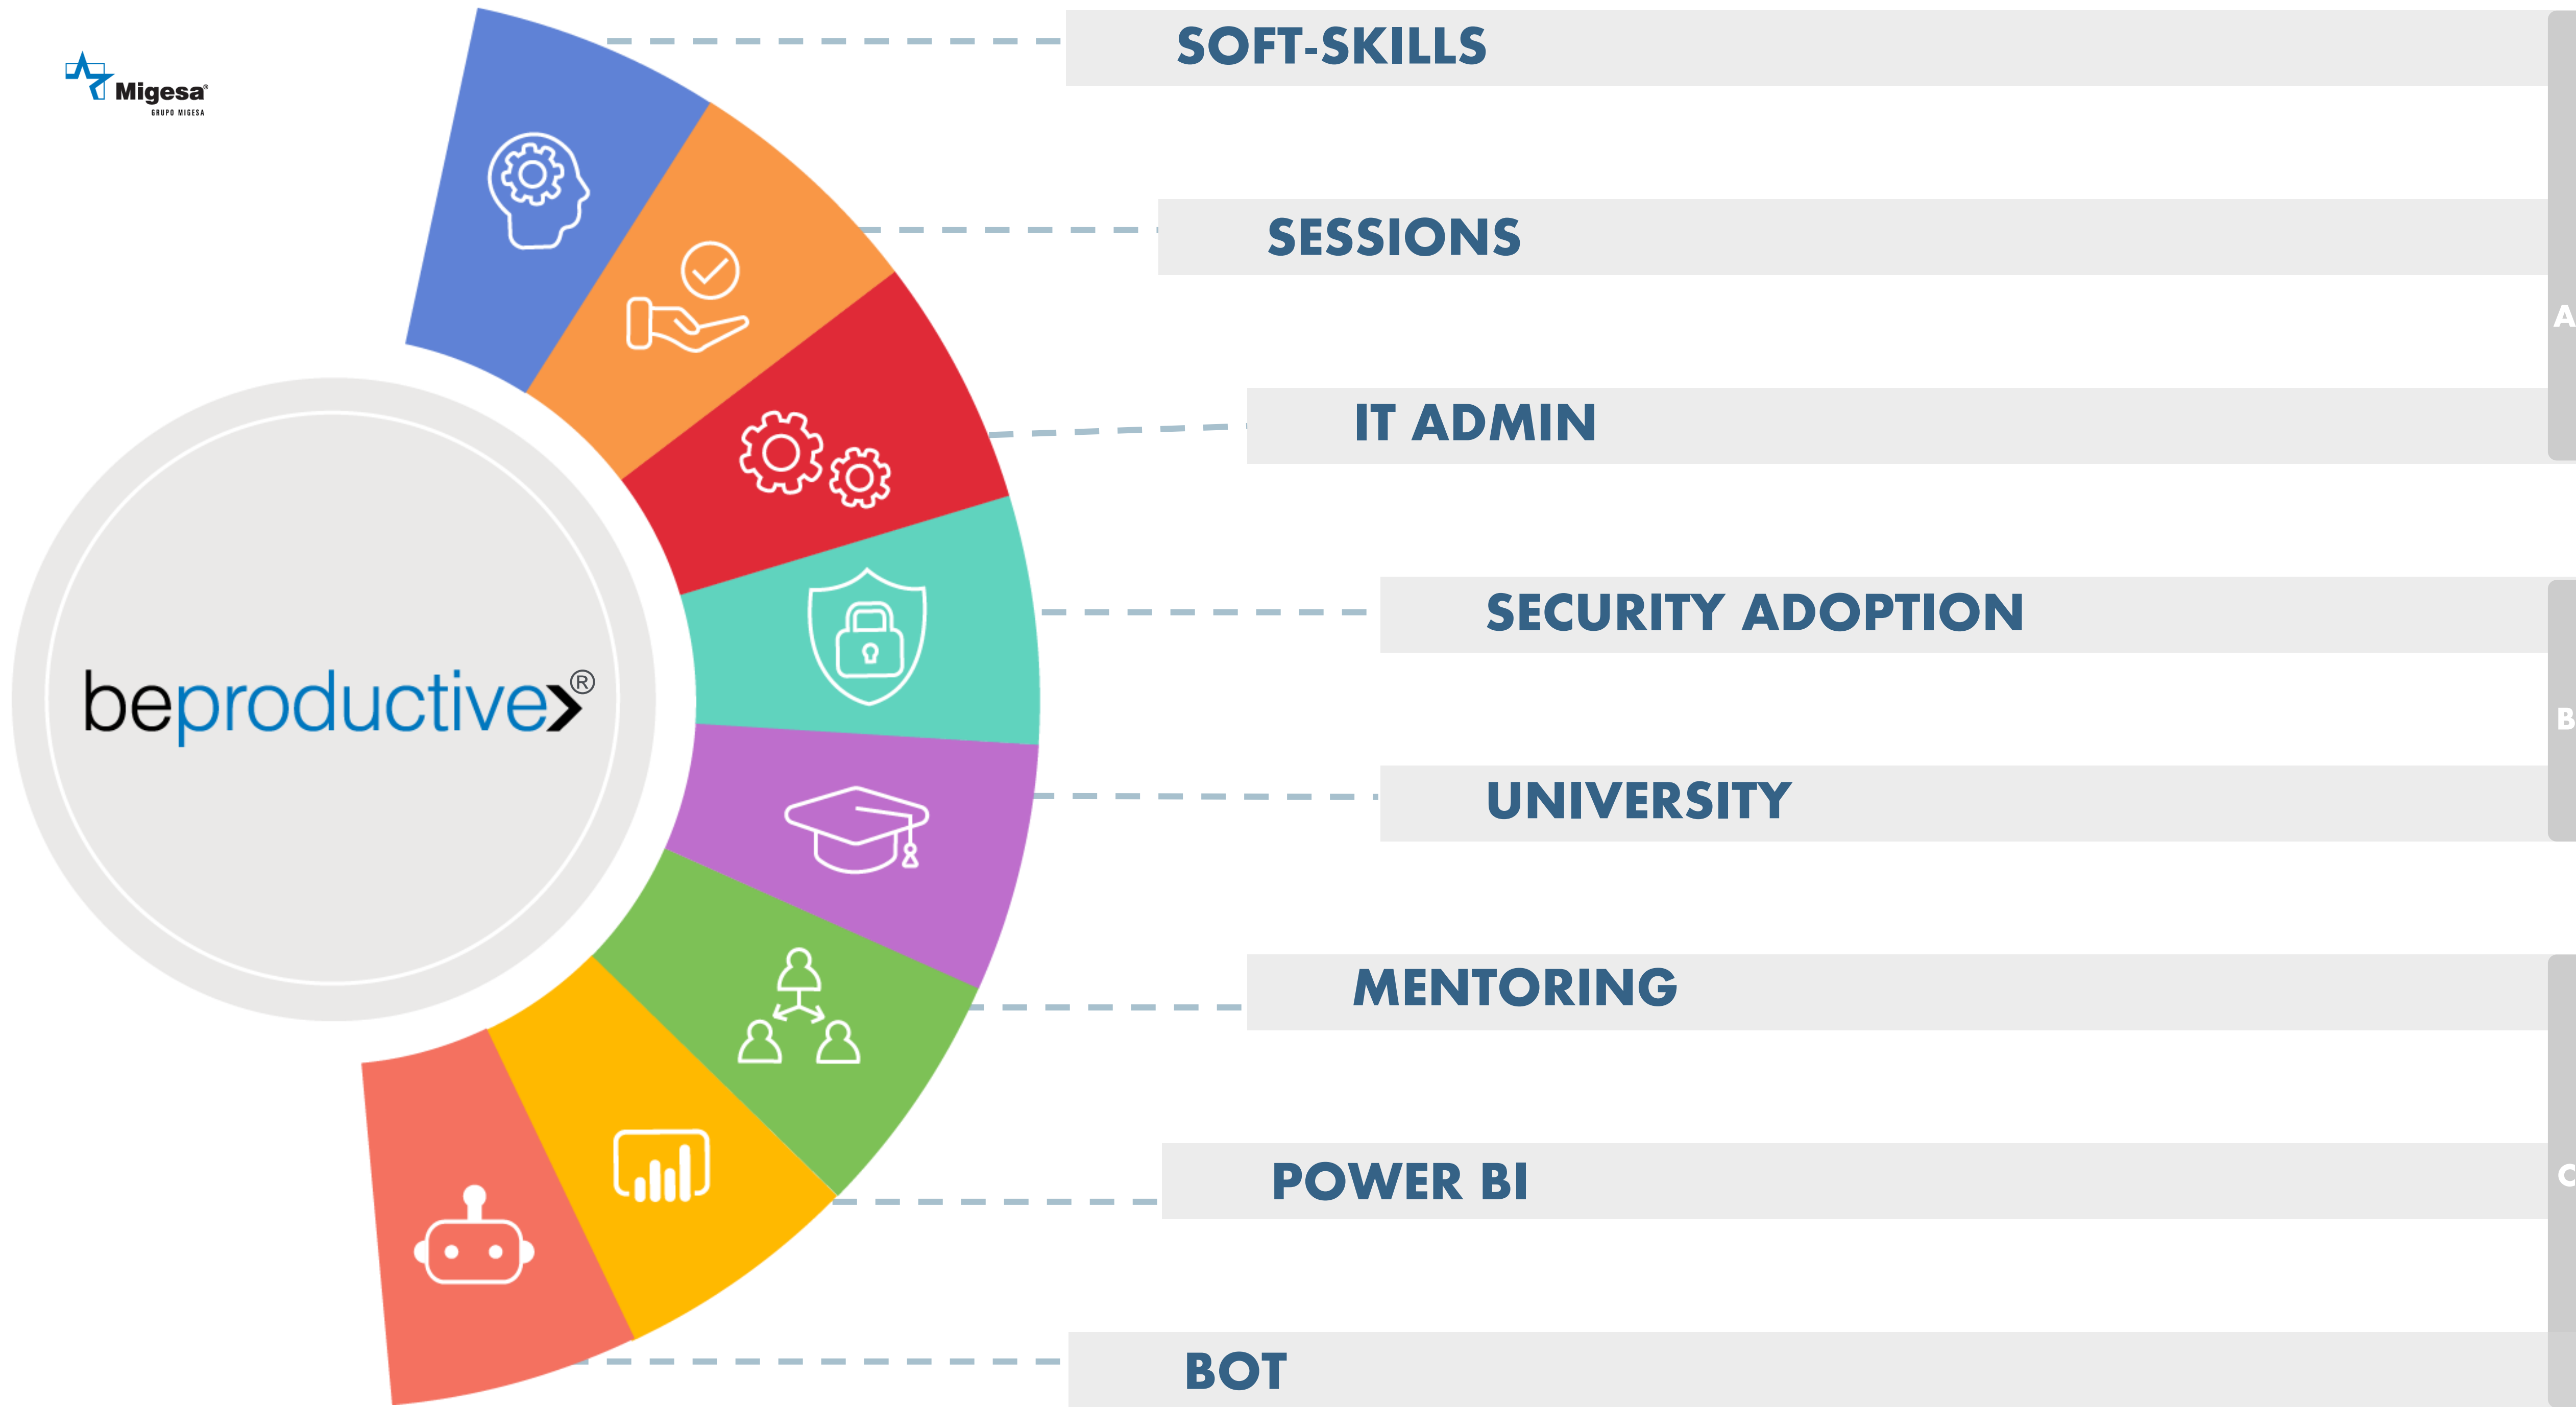 Migesa®
GRUPO MIGESA
SOFT-SKILLS
SESSIONS
A
IT ADMIN
SECURITY ADOPTION
beproductive®
B
UNIVERSITY
MENTORING
POWER BI
C
BOT